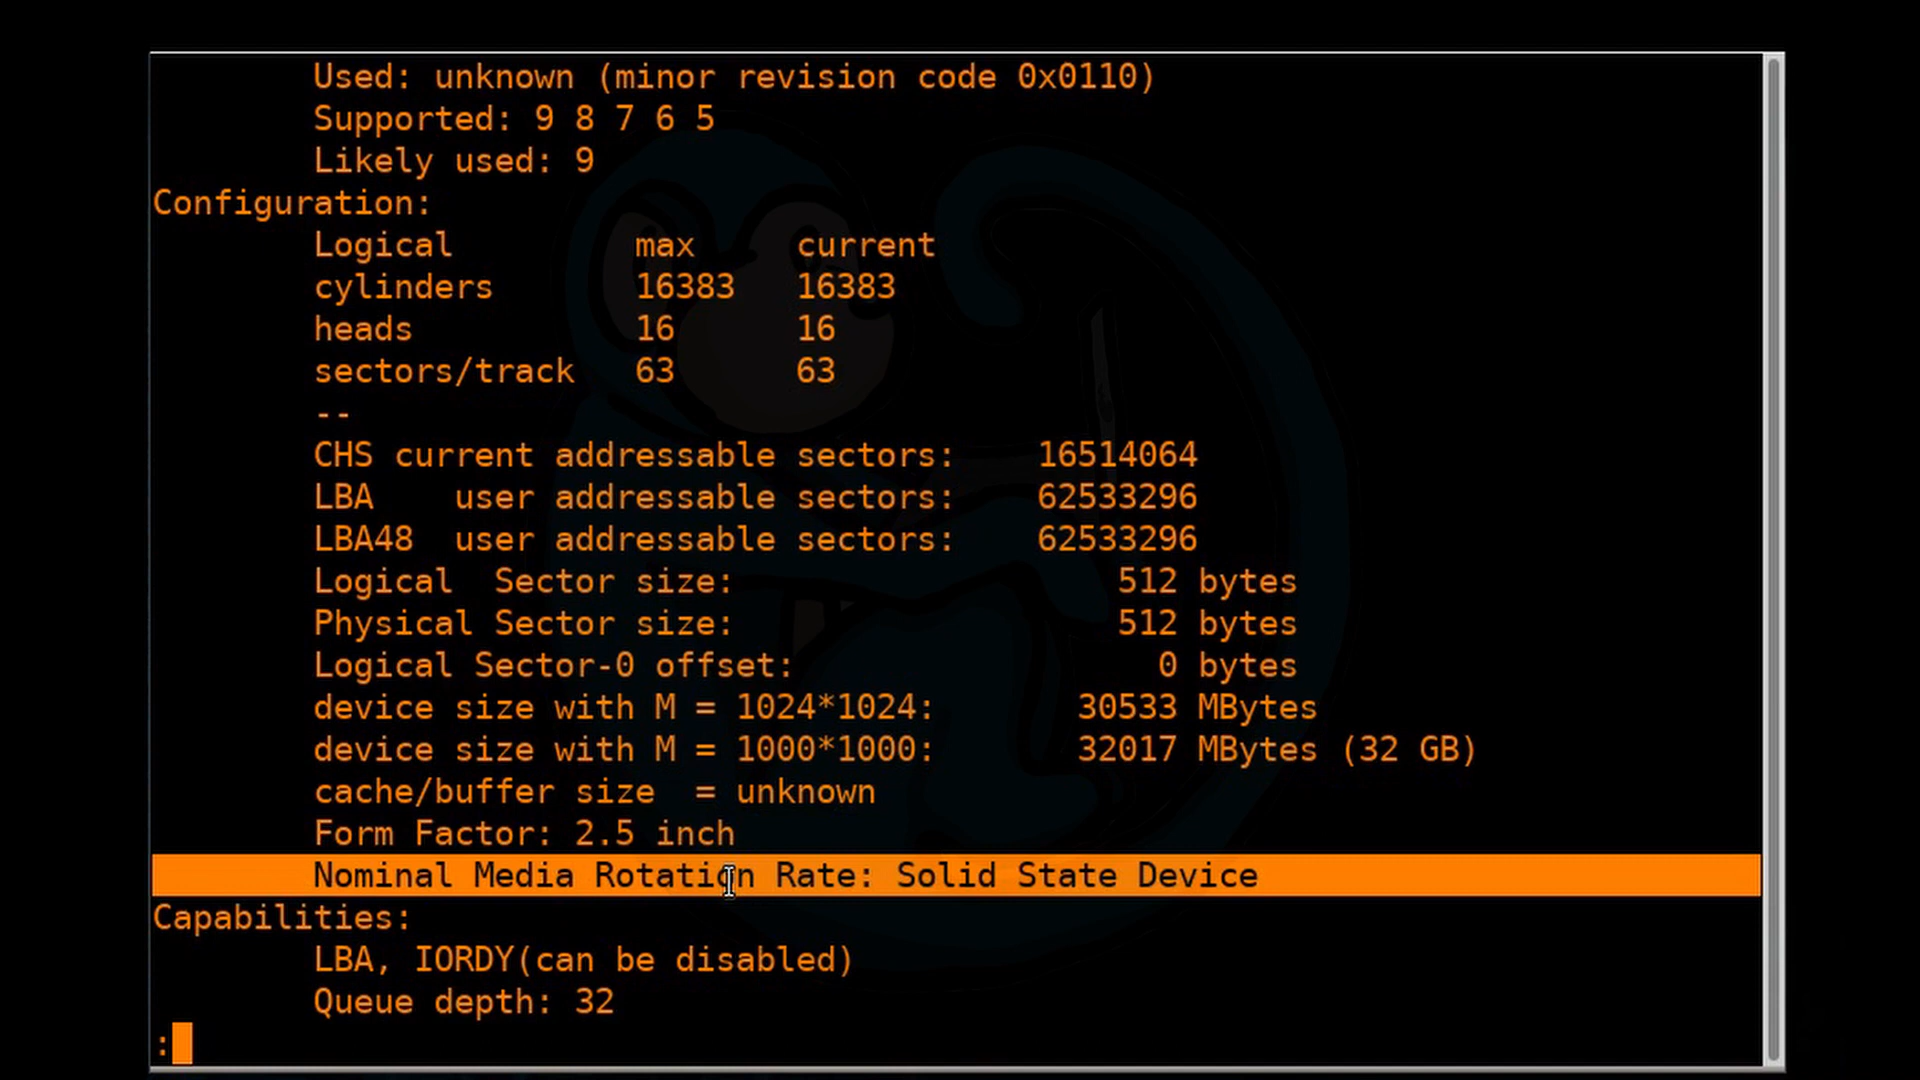 Used: unknown (minor revision code 0x0110)
Supported: 9 8 7 6 5
Likely used: 9
Configuration:
Logical max current
cylinders 16383 16383
heads 16 16
sectors/track 63 63
--
CHS current addressable sectors: 16514064
LBA user addressable sectors: 62533296
LBA48 user addressable sectors: 62533296
Logical Sector size: 512 bytes
Physical Sector size: 512 bytes
Logical Sector-0 offset: 0 bytes
device size with M = 1024*1024: 30533 MBytes
device size with M = 1000*1000: 32017 MBytes (32 GB)
cache/buffer size = unknown
Form Factor: 2.5 inch
Nominal Media Rotation Rate: Solid State Device
Capabilities:
LBA, IORDY(can be disabled)
Queue depth: 32
: